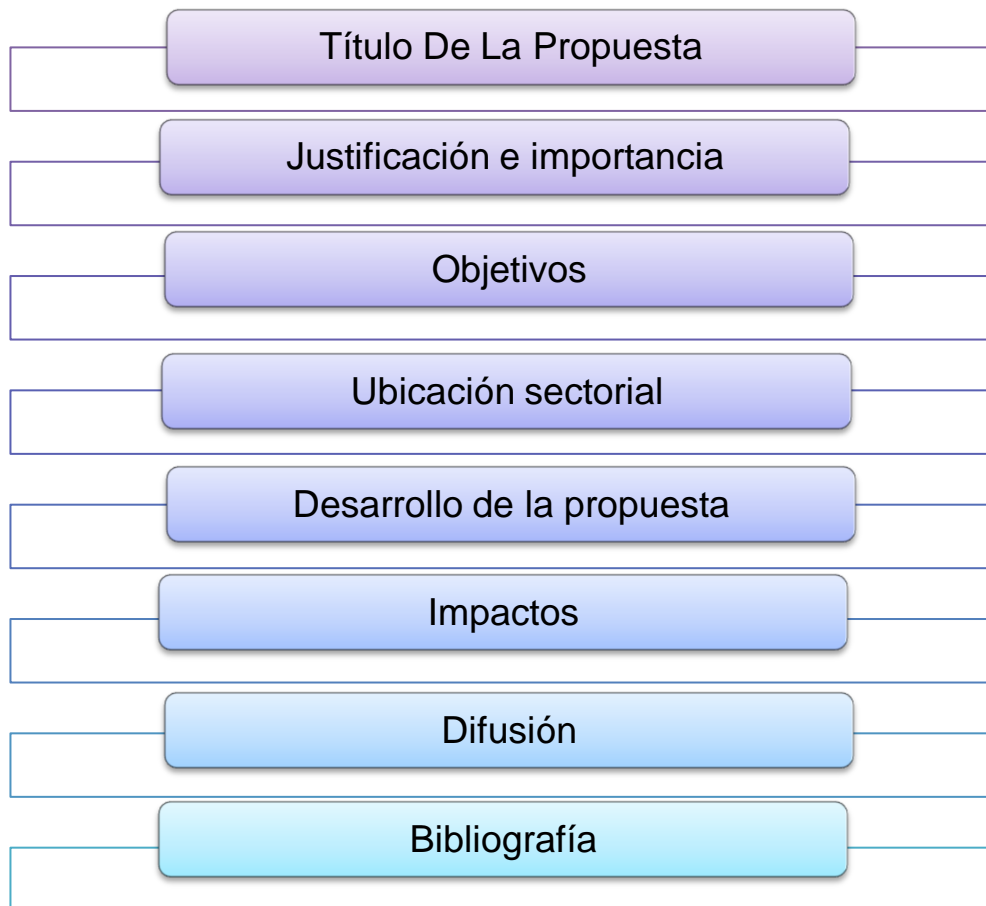 Título De La Propuesta
Justificación e importancia
Objetivos
Ubicación sectorial
Desarrollo de la propuesta
Impactos
Difusión
Bibliografía